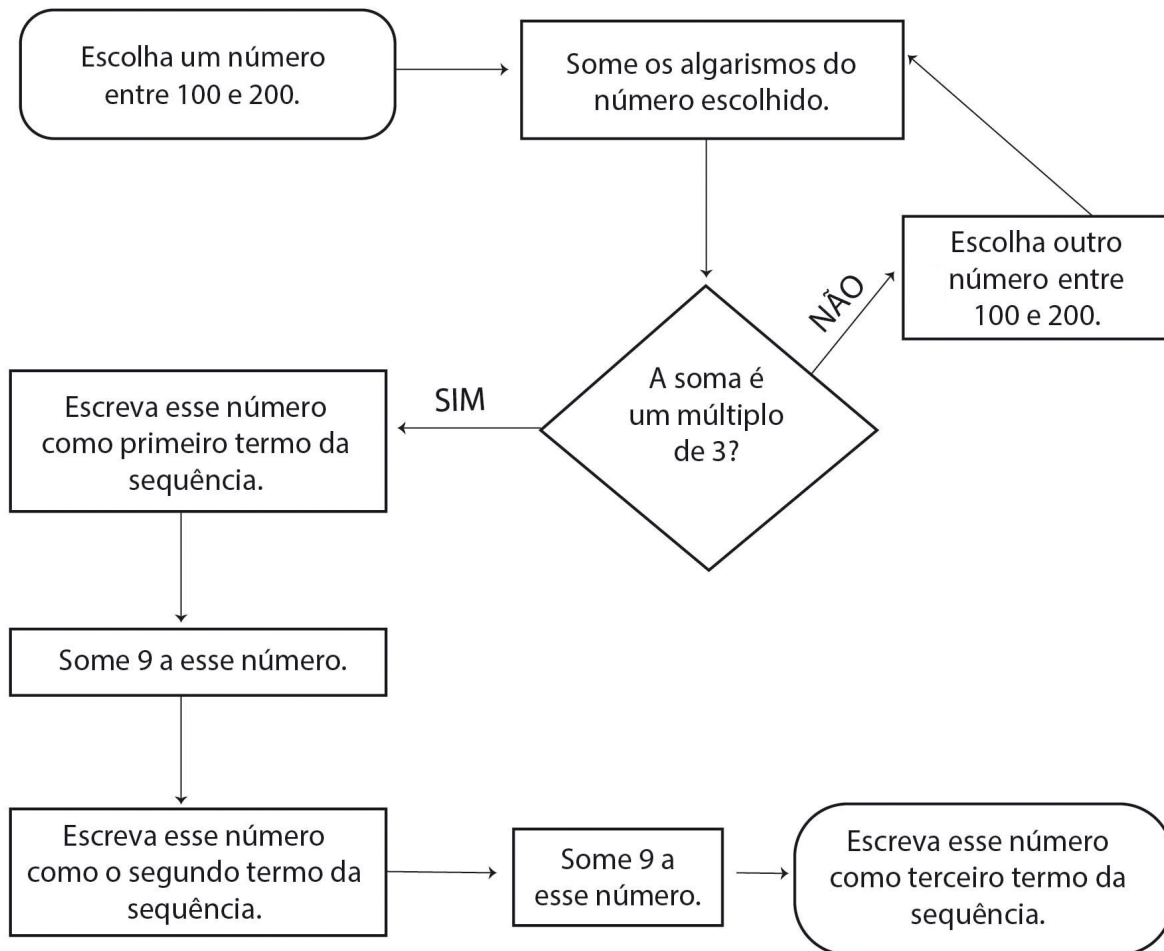 Escolha um número
entre 100 e 200.
Some os algarismos do
número escolhido.
Escolha outro
número entre
100 e 200.
NÃO
A soma é
um múltiplo
de 3?
SIM
Escreva esse número
como primeiro termo da
sequência.
Some 9 a esse número.
Escreva esse número
como o segundo termo da
sequência.
Some 9 a
esse número.
Escreva esse número
como terceiro termo da
sequência.